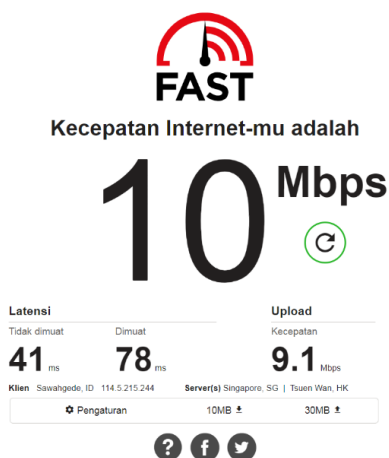 FAST
Kecepatan Internet-mu adalah
10 Mbps
Latensi Upload
Tidak dimuat Dimuat Kecepatan
41 ms 78 ms 9.1 Mbps
Klien Sawahgede, ID 114.5.215.244 Server(s) Singapore, SG | Tsuen Wan, HK
Pengaturan 10MB 30MB